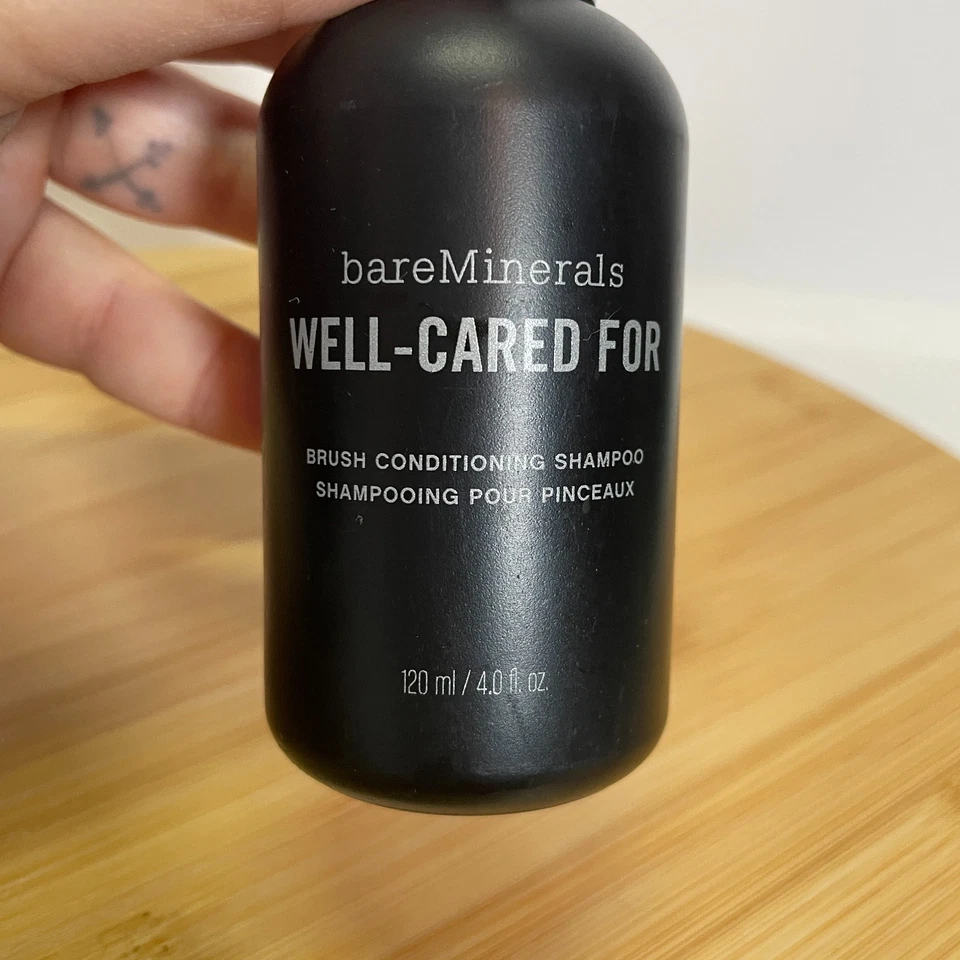 bareMinerals
WELL-CARED FOR
BRUSH CONDITIONING SHAMPOO
SHAMPOOING POUR PINCEAUX
120 ml / 4.0 fl. oz.